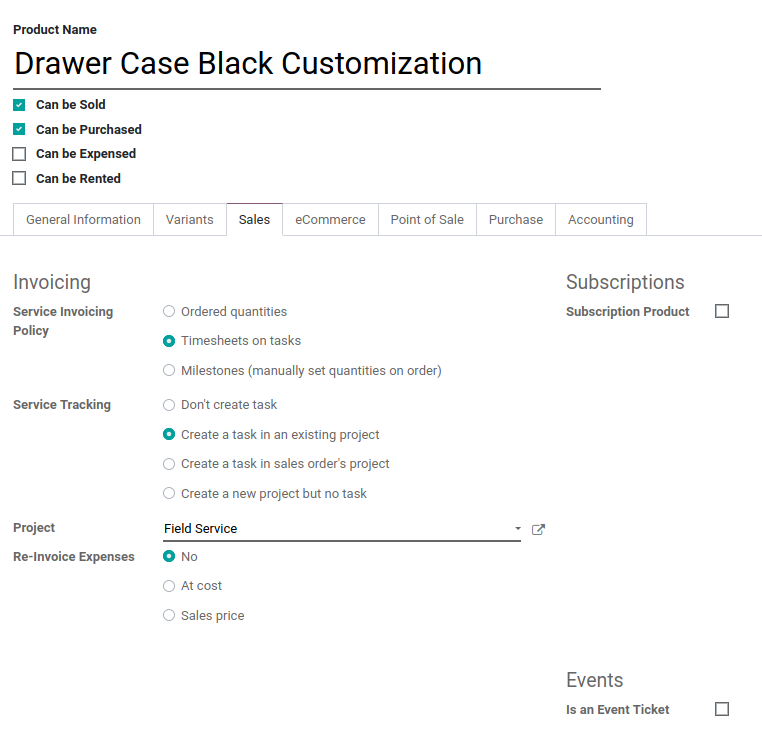 Product Name
Drawer Case Black Customization
Can be Sold
Can be Purchased
Can be Expensed
Can be Rented
General Information Variants Sales eCommerce Point of Sale Purchase Accounting
Invoicing
Service Invoicing
Policy
Ordered quantities
Timesheets on tasks
Milestones (manually set quantities on order)
Service Tracking
Don't create task
Create a task in an existing project
Create a task in sales order's project
Create a new project but no task
Project
Field Service
Re-Invoice Expenses
No
At cost
Sales price
Subscriptions
Subscription Product
Events
Is an Event Ticket